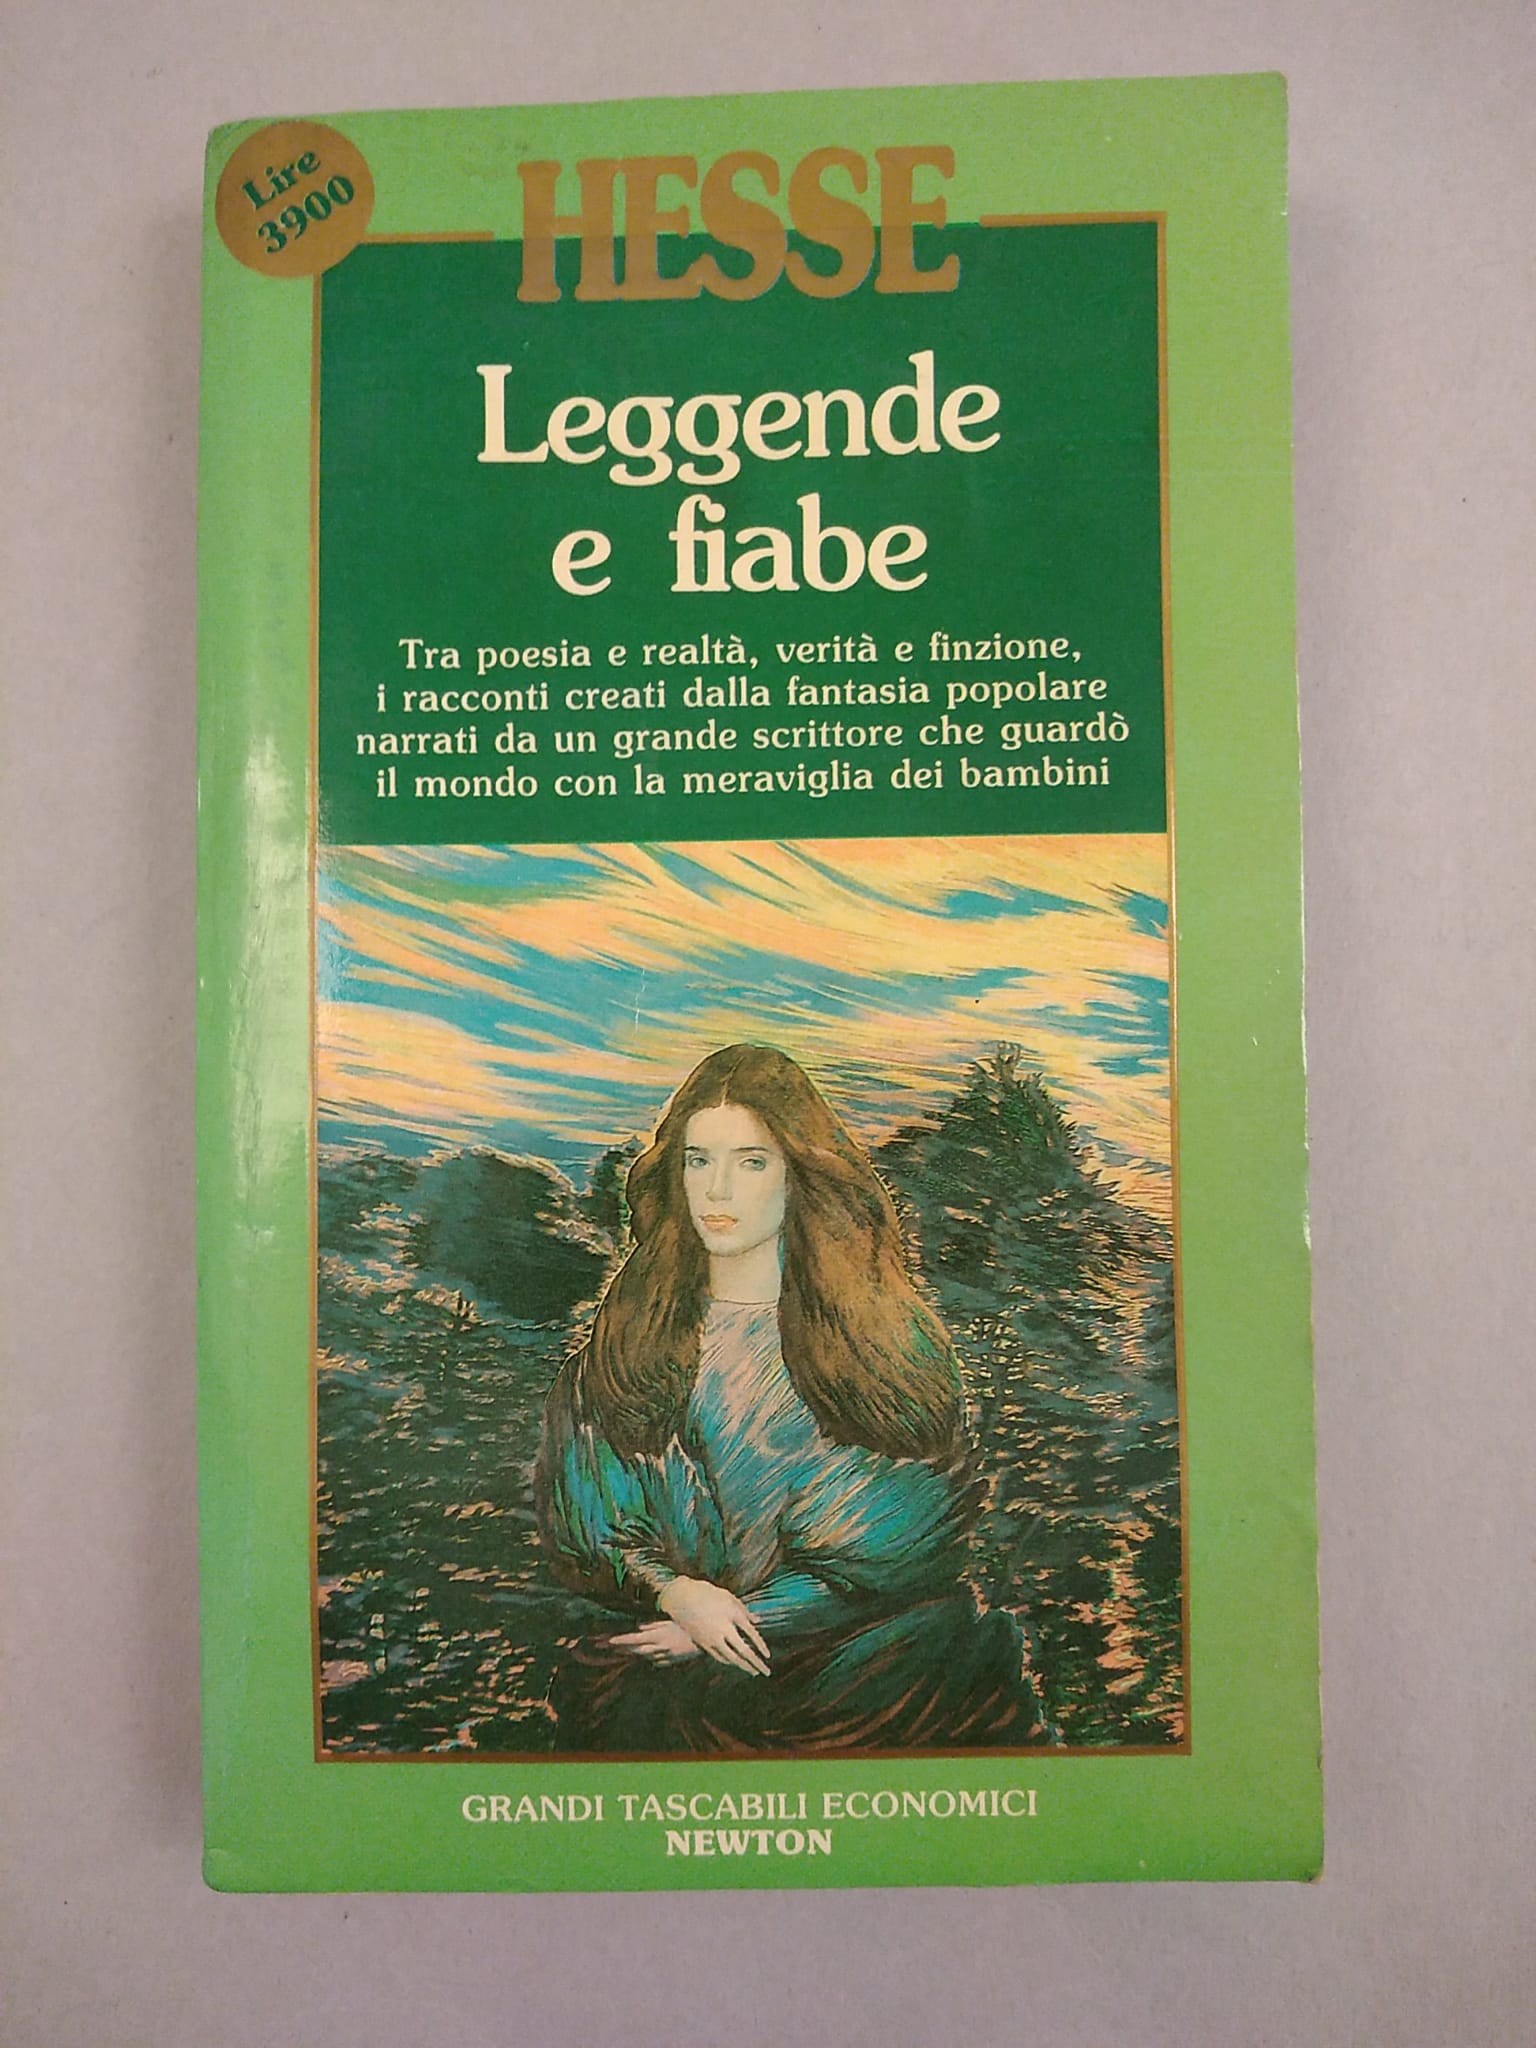 Lire
3900
HESSE
Leggende
e fiabe
Tra poesia e realtà, verità e finzione,
i racconti creati dalla fantasia popolare
narrati da un grande scrittore che guardò
il mondo con la meraviglia dei bambini
GRANDI TASCABILI ECONOMICI
NEWTON